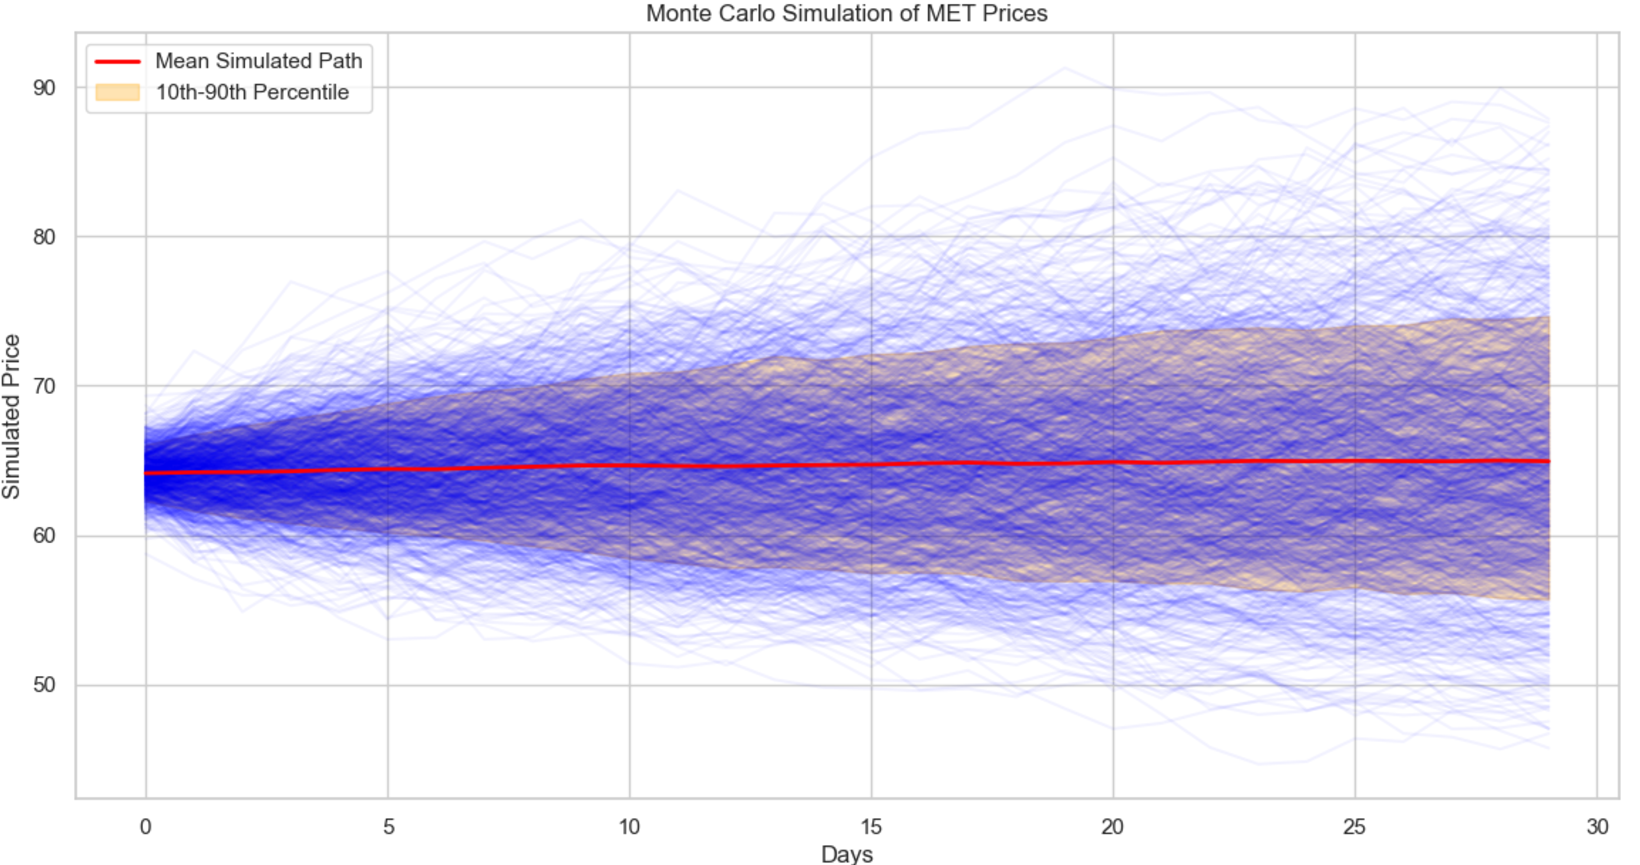 Monte Carlo Simulation of MET Prices
Mean Simulated Path
10th-90th Percentile
Simulated Price
90
80
70
60
50
0 5 10 15 20 25 30
Days